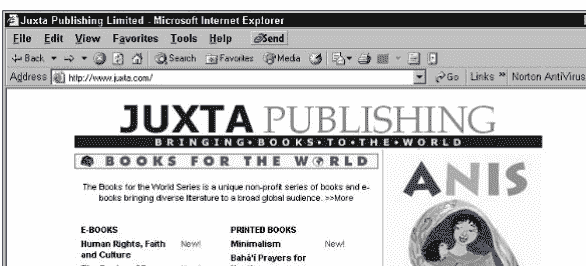 Juxta Publishing Limited - Microsoft Internet Explorer
File Edit View Favorites Tools Help Send
Back Search Favorites Media
Address http://www.juxta.com/ Go Links » Norton AntiVirus
JUXTA PUBLISHING
BRINGING•BOOKS•TO•THE•WORLD
BOOKS FOR THE WORLD
The Books for the World Series is a unique non-profit series of books and e-
books bringing diverse literature to a broad global audience. >>More
ANIS
E-BOOKS
Human Rights, Faith New!
and Culture
PRINTED BOOKS
Minimalism New!
Bahá'í Prayers for